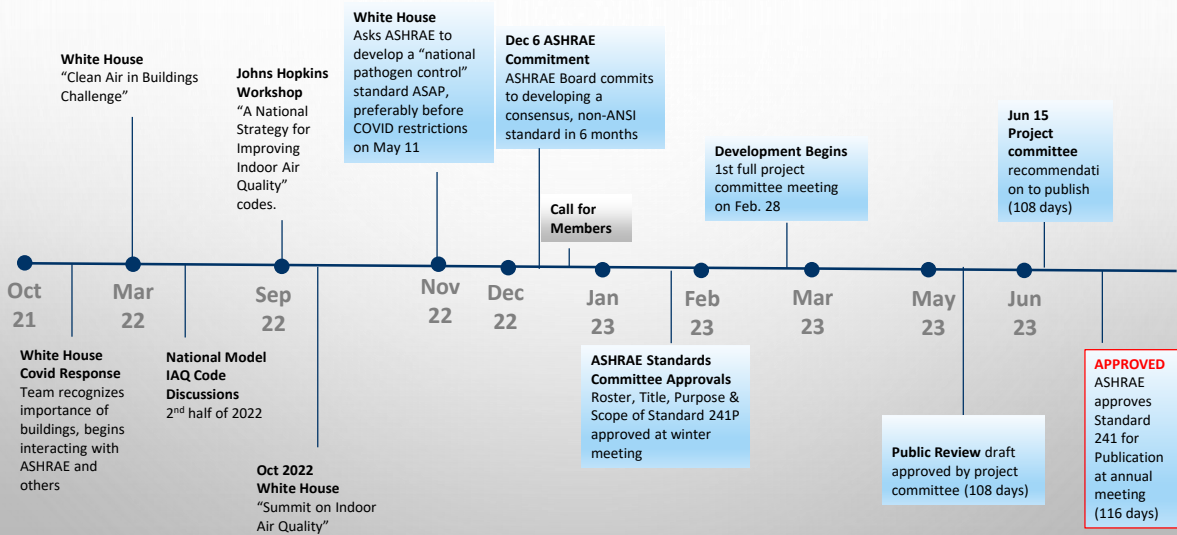 White House
“Clean Air in Buildings
Challenge”
Johns Hopkins
Workshop
“A National
Strategy for
Improving
Indoor Air
Quality”
codes.
White House
Asks ASHRAE to
develop a “national
pathogen control”
standard ASAP,
preferably before
COVID restrictions
on May 11
Dec 6 ASHRAE
Commitment
ASHRAE Board commits
to developing a
consensus, non-ANSI
standard in 6 months
Call for
Members
Development Begins
1st full project
committee meeting
on Feb. 28
Jun 15
Project
committee
recommendati
on to publish
(108 days)
Oct
21
Mar
22
Sep
22
Nov
22
Dec
22
Jan
23
Feb
23
Mar
23
May
23
Jun
23
White House
Covid Response
Team recognizes
importance of
buildings, begins
interacting with
ASHRAE and
others
National Model
IAQ Code
Discussions
2nd half of 2022
Oct 2022
White House
“Summit on Indoor
Air Quality”
ASHRAE Standards
Committee Approvals
Roster, Title, Purpose &
Scope of Standard 241P
approved at winter
meeting
Public Review draft
approved by project
committee (108 days)
APPROVED
ASHRAE
approves
Standard
241 for
Publication
at annual
meeting
(116 days)